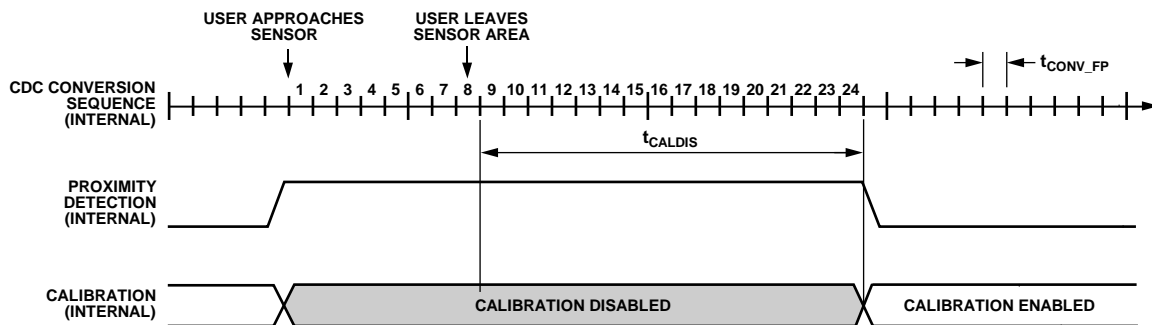 USER APPROACHES
SENSOR
USER LEAVES
SENSOR AREA
tCONV_FP
CDC CONVERSION
SEQUENCE
(INTERNAL)
1 2 3 4 5 6 7 8 9 10 11 12 13 14 15 16 17 18 19 20 21 22 23 24
tCALDIS
PROXIMITY
DETECTION
(INTERNAL)
CALIBRATION
(INTERNAL)
CALIBRATION DISABLED
CALIBRATION ENABLED